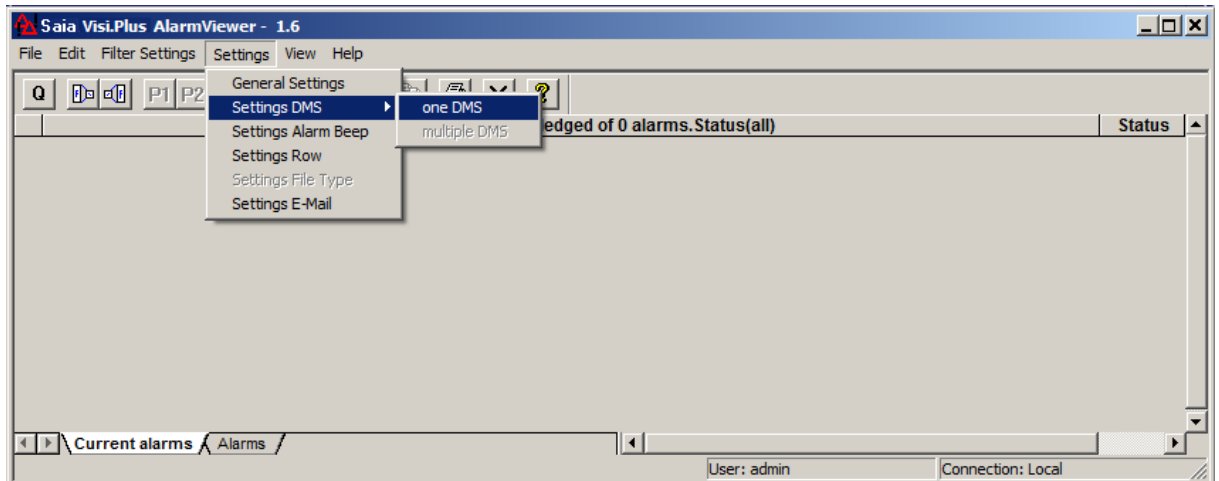 Saia Visi.Plus AlarmViewer - 1.6
File Edit Filter Settings Settings View Help
Q P1 P2 ?
General Settings
Settings DMS
Settings Alarm Beep
Settings Row
Settings File Type
Settings E-Mail
one DMS
multiple DMS
edged of 0 alarms.Status(all) Status
Current alarms Alarms
User: admin Connection: Local